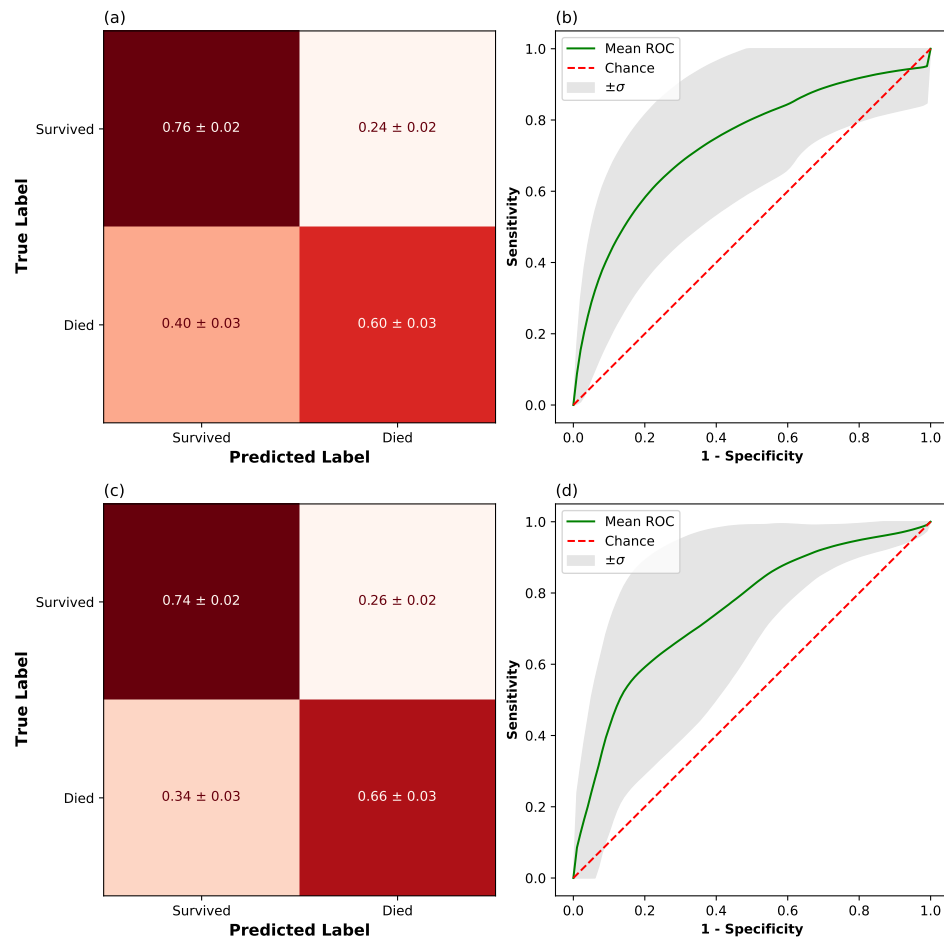 (a)
True Label
Survived
0.76 ± 0.02
0.24 ± 0.02
Died
0.40 ± 0.03
0.60 ± 0.03
Survived
Died
Predicted Label
(b)
Sensitivity
1.0
0.8
0.6
0.4
0.2
0.0
Mean ROC
Chance
±σ
0.0
0.2
0.4
0.6
0.8
1.0
1 - Specificity
(c)
True Label
Survived
0.74 ± 0.02
0.26 ± 0.02
Died
0.34 ± 0.03
0.66 ± 0.03
Survived
Died
Predicted Label
(d)
Sensitivity
1.0
0.8
0.6
0.4
0.2
0.0
Mean ROC
Chance
±σ
0.0
0.2
0.4
0.6
0.8
1.0
1 - Specificity